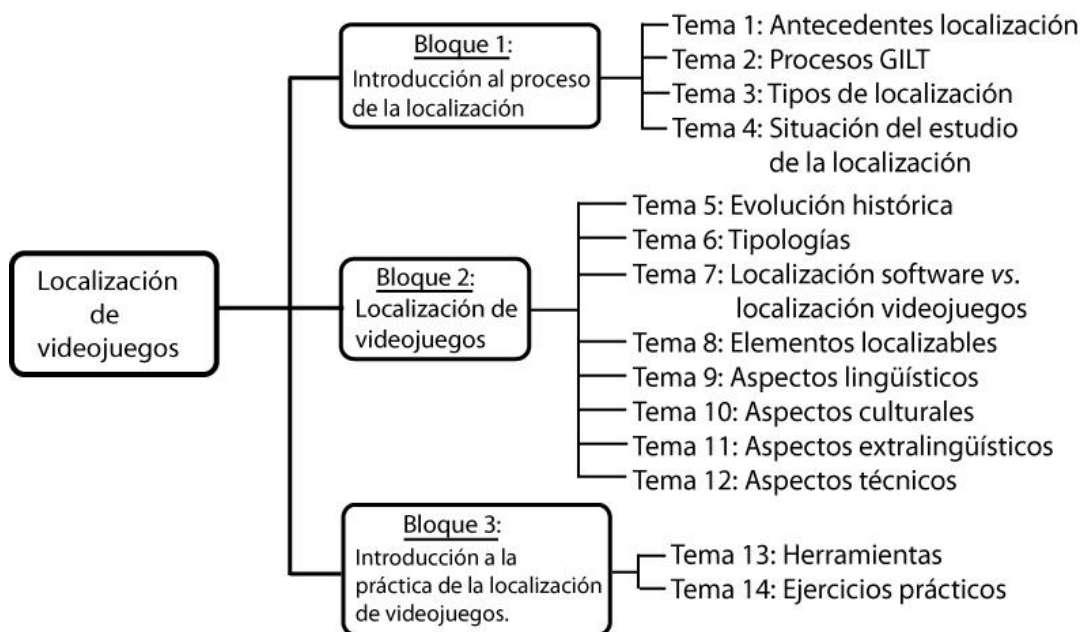 Localización
de
videojuegos
Bloque 1:
Introducción al proceso
de la localización
Tema 1: Antecedentes localización
Tema 2: Procesos GILT
Tema 3: Tipos de localización
Tema 4: Situación del estudio
de la localización
Bloque 2:
Localización de
videojuegos
Tema 5: Evolución histórica
Tema 6: Tipologías
Tema 7: Localización software vs.
localización videojuegos
Tema 8: Elementos localizables
Tema 9: Aspectos lingüísticos
Tema 10: Aspectos culturales
Tema 11: Aspectos extralingüísticos
Tema 12: Aspectos técnicos
Bloque 3:
Introducción a la
práctica de la localización
de videojuegos.
Tema 13: Herramientas
Tema 14: Ejercicios prácticos